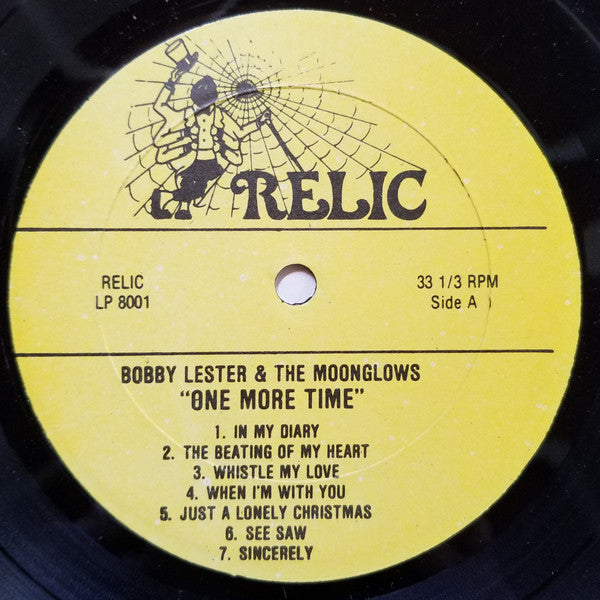 RELIC
RELIC
LP 8001
33 1/3 RPM
Side A
BOBBY LESTER & THE MOONGLOWS
"ONE MORE TIME"
1. IN MY DIARY
2. THE BEATING OF MY HEART
3. WHISTLE MY LOVE
4. WHEN I'M WITH YOU
5. JUST A LONELY CHRISTMAS
6. SEE SAW
7. SINCERELY